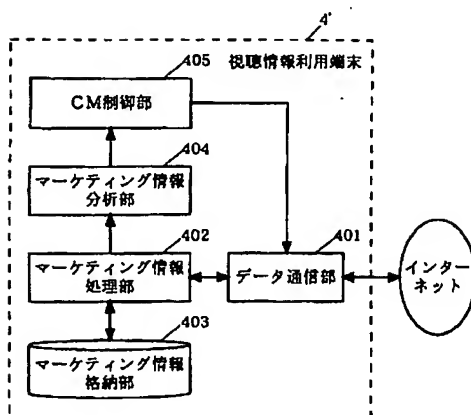 4'
405
視聴情報利用端末
CM制御部
404
マーケティング情報
分析部
402
401
マーケティング情報
処理部
データ通信部
インター
ネット
403
マーケティング情報
格納部